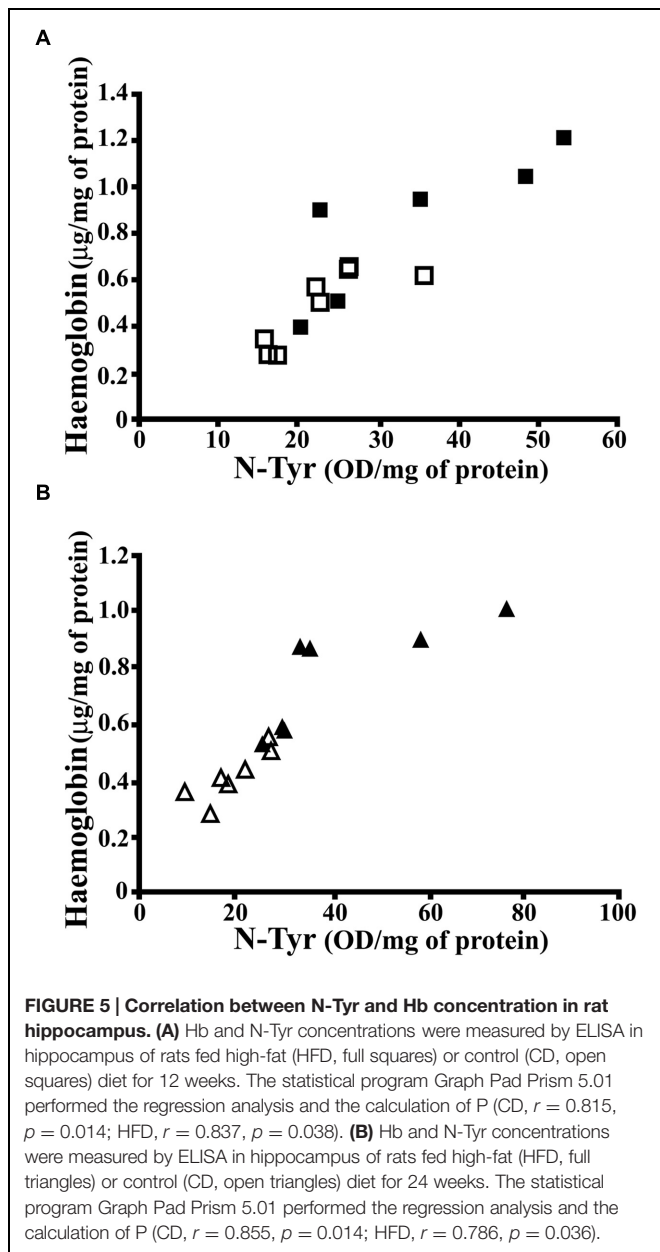 A
Haemoglobin (µg/mg of protein)
1.4
1.2
1.0
0.8
0.6
0.4
0.2
0
0 10 20 30 40 50 60
N-Tyr (OD/mg of protein)
B
Haemoglobin (µg/mg of protein)
1.2
1.0
0.8
0.6
0.4
0.2
0
0 20 40 60 80 100
N-Tyr (OD/mg of protein)
FIGURE 5 | Correlation between N-Tyr and Hb concentration in rat
hippocampus. (A) Hb and N-Tyr concentrations were measured by ELISA in
hippocampus of rats fed high-fat (HFD, full squares) or control (CD, open
squares) diet for 12 weeks. The statistical program Graph Pad Prism 5.01
performed the regression analysis and the calculation of P (CD, r = 0.815,
p = 0.014; HFD, r = 0.837, p = 0.038). (B) Hb and N-Tyr concentrations
were measured by ELISA in hippocampus of rats fed high-fat (HFD, full
triangles) or control (CD, open triangles) diet for 24 weeks. The statistical
program Graph Pad Prism 5.01 performed the regression analysis and the
calculation of P (CD, r = 0.855, p = 0.014; HFD, r = 0.786, p = 0.036).